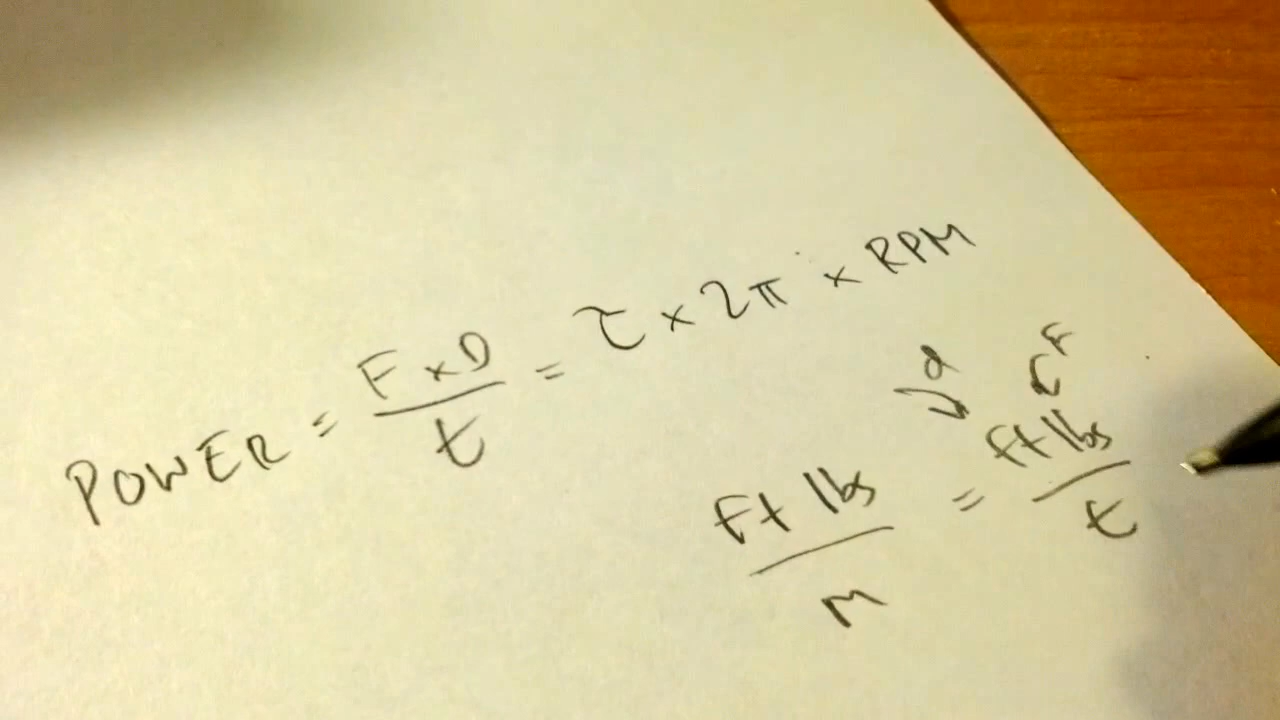 POWER = F x D / t = τ x 2π x RPM
d F
ft lbs / M = ft lbs / t